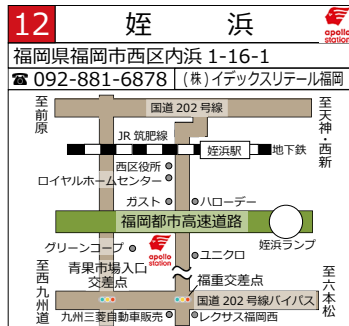 12 姪浜 apollo station
福岡県福岡市西区内浜 1-16-1
☎ 092-881-6878 (株)イデックスリテール福岡
至前原
国道 202 号線
至天神・西新
JR 筑肥線
姪浜駅
地下鉄
西区役所
ロイヤルホームセンター
ガスト
ハローデー
福岡都市高速道路
グリーンコープ
apollo station
ユニクロ
姪浜ランプ
青果市場入口
交差点
福重交差点
至西九州道
国道 202 号線バイパス
至六本松
九州三菱自動車販売
レクサス福岡西